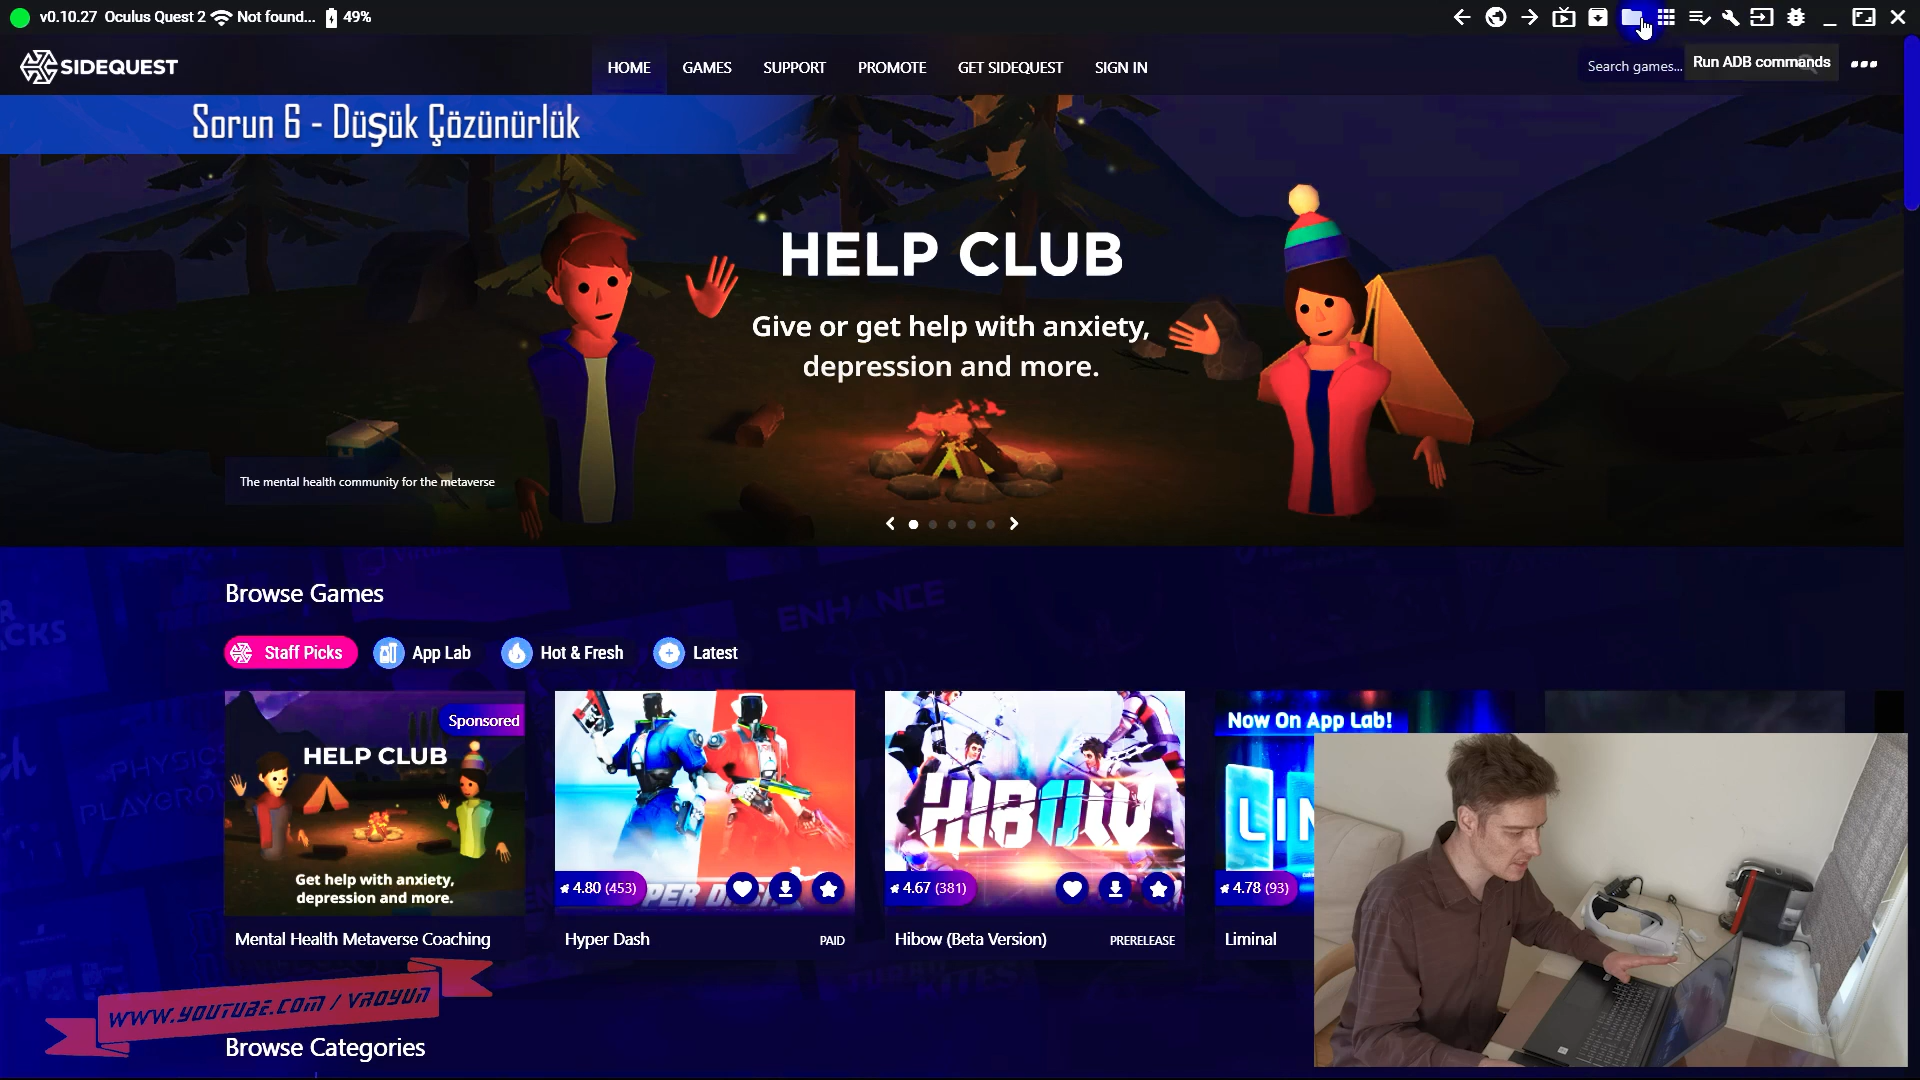 v0.10.27 Oculus Quest 2 Not found... 49%
SIDEQUEST
HOME GAMES SUPPORT PROMOTE GET SIDEQUEST SIGN IN
Search games...
Run ADB commands
Sorun 6 - Düşük Çözünürlük
HELP CLUB
Give or get help with anxiety,
depression and more.
The mental health community for the metaverse
Browse Games
ENHANCE
Staff Picks App Lab Hot & Fresh Latest
Sponsored
HELP CLUB
Get help with anxiety,
depression and more.
Mental Health Metaverse Coaching
4.80 (453)
HYPER DASH
Hyper Dash PAID
HIBOW
4.67 (381)
Hibow (Beta Version) PRERELEASE
Now On App Lab!
4.78 (93)
Liminal
PHYSICS
WWW.YOUTUBE.COM / VROYUN
Browse Categories